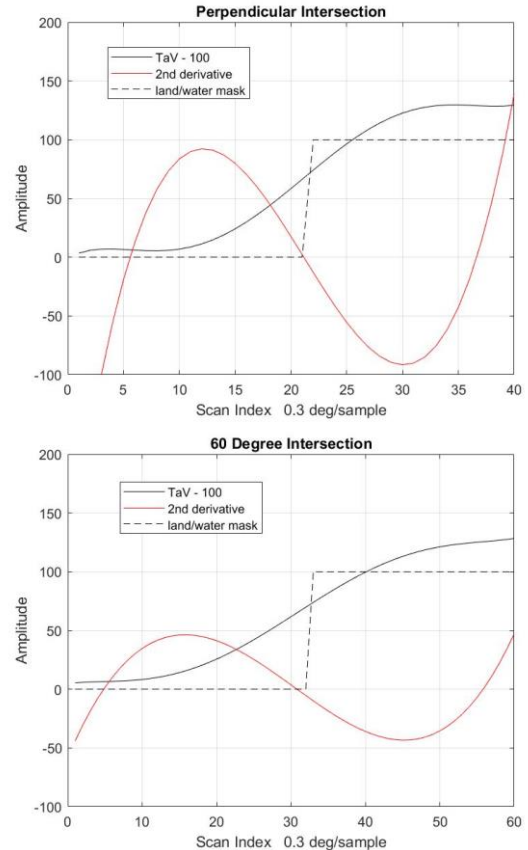 Perpendicular Intersection
200
150
100
50
0
-50
-100
Amplitude
TaV - 100
2nd derivative
land/water mask
0 5 10 15 20 25 30 35 40
Scan Index 0.3 deg/sample
60 Degree Intersection
200
150
100
50
0
-50
-100
Amplitude
TaV - 100
2nd derivative
land/water mask
0 10 20 30 40 50 60
Scan Index 0.3 deg/sample